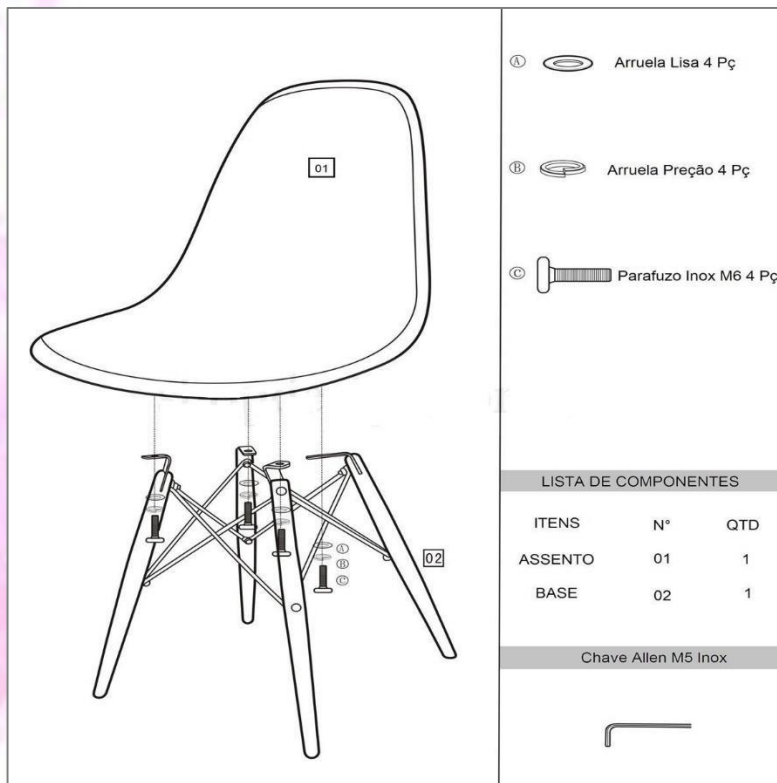 01
02
Ⓐ
Ⓑ
Ⓒ
Ⓐ Arruela Lisa 4 Pç
Ⓑ Arruela Preção 4 Pç
Ⓒ Parafuzo Inox M6 4 Pç
LISTA DE COMPONENTES
ITENS N° QTD
ASSENTO 01 1
BASE 02 1
Chave Allen M5 Inox